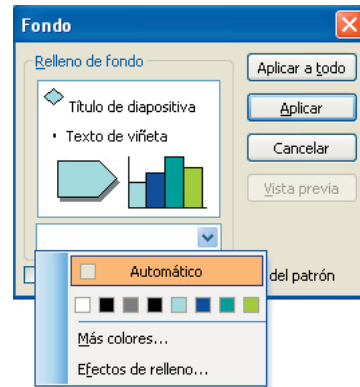 Fondo
Relleno de fondo
Título de diapositiva
Texto de viñeta
Aplicar a todo
Aplicar
Cancelar
Vista previa
Automático
del patrón
Más colores...
Efectos de relleno...